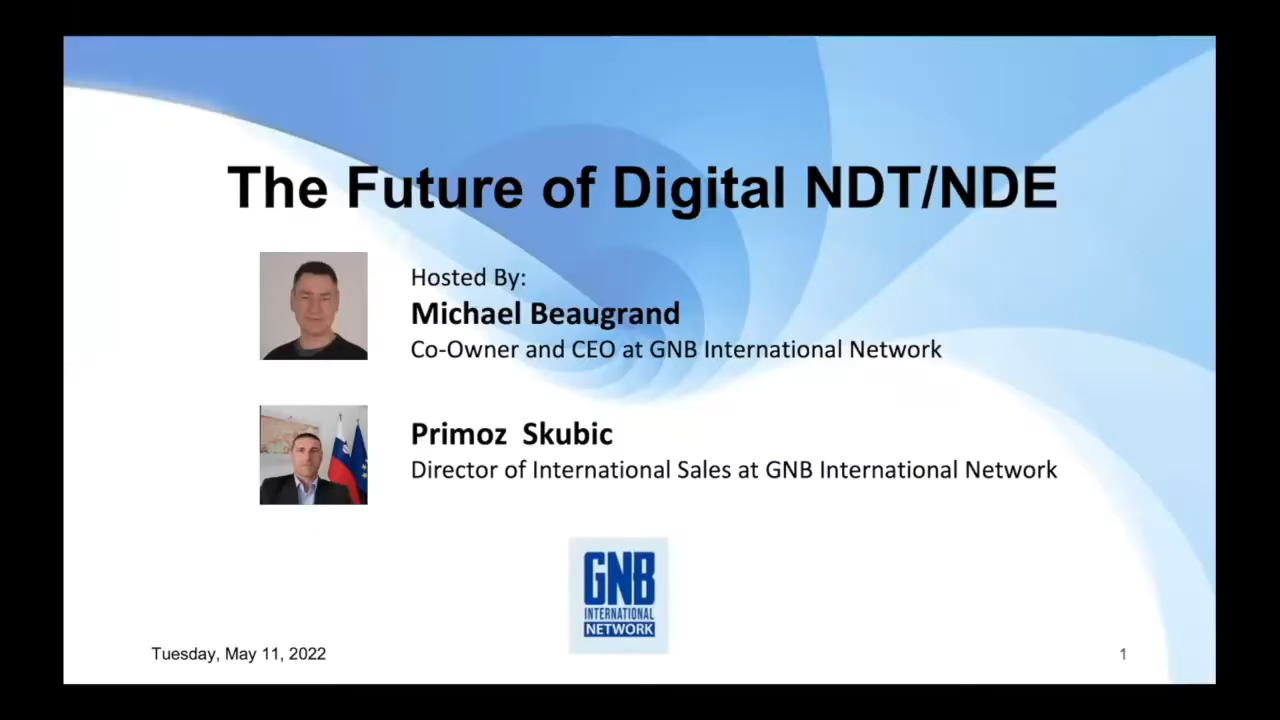 The Future of Digital NDT/NDE
Hosted By:
Michael Beaugrand
Co-Owner and CEO at GNB International Network
Primoz Skubic
Director of International Sales at GNB International Network
GNB
INTERNATIONAL
NETWORK
Tuesday, May 11, 2022
1